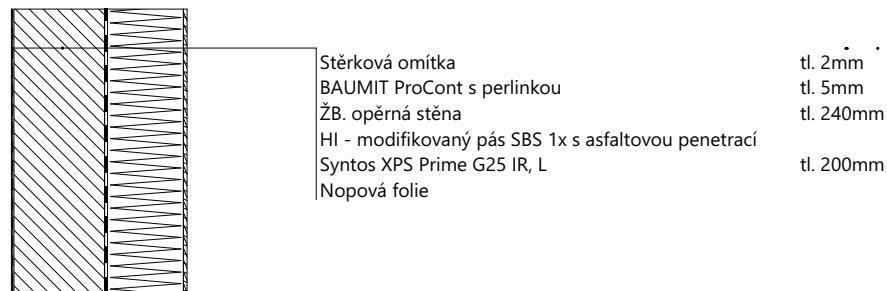 Stěrková omítka tl. 2mm
BAUMIT ProCont s perlinkou tl. 5mm
ŽB. opěrná stěna tl. 240mm
HI - modifikovaný pás SBS 1x s asfaltovou penetrací
Syntos XPS Prime G25 IR, L tl. 200mm
Nopová folie